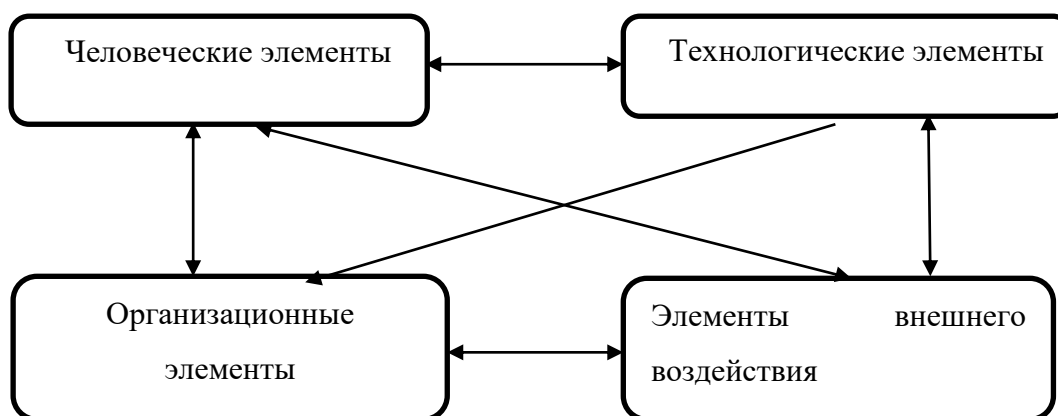 Человеческие элементы
Технологические элементы
Организационные
элементы
Элементы внешнего
воздействия